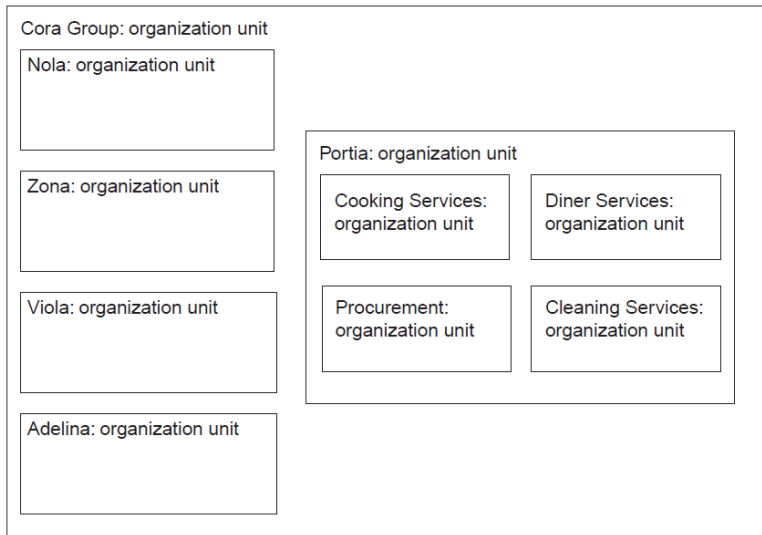 Cora Group: organization unit
Nola: organization unit
Zona: organization unit
Viola: organization unit
Adelina: organization unit
Portia: organization unit
Cooking Services:
organization unit
Diner Services:
organization unit
Procurement:
organization unit
Cleaning Services:
organization unit